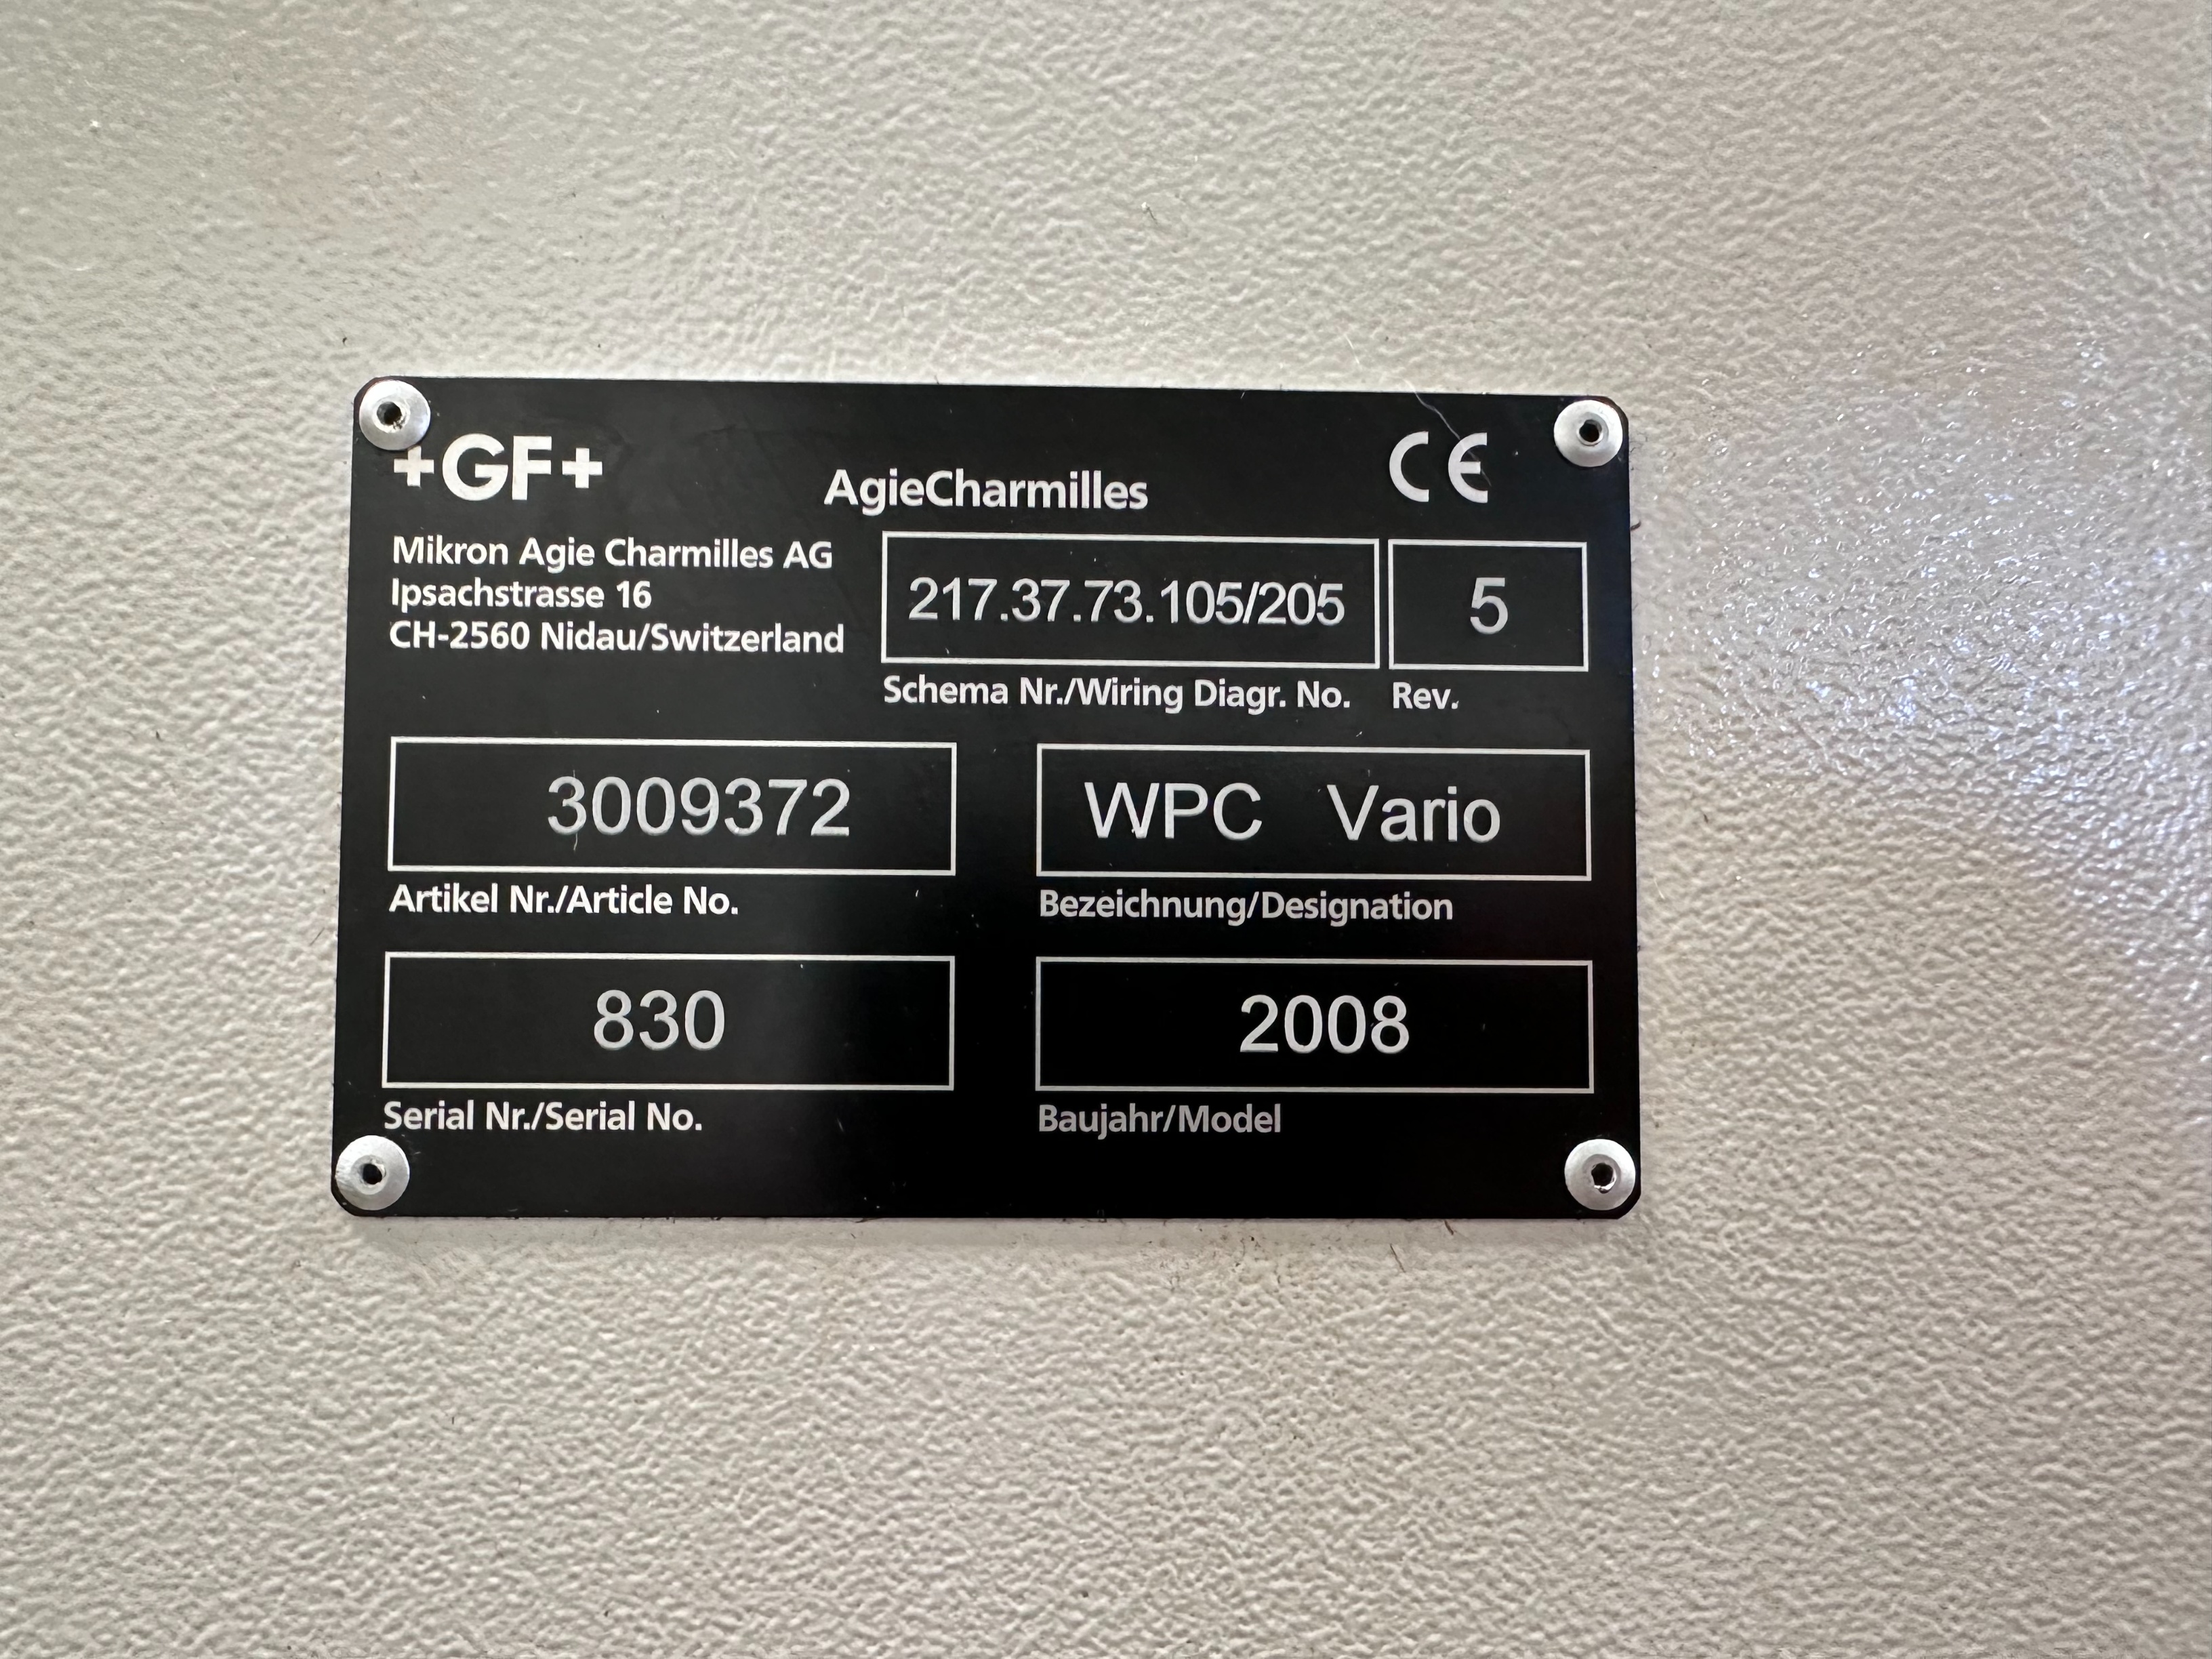 +GF+
AgieCharmilles
CE
Mikron Agie Charmilles AG
Ipsachstrasse 16
CH-2560 Nidau/Switzerland
217.37.73.105/205
5
Schema Nr./Wiring Diagr. No.
Rev.
3009372
WPC Vario
Artikel Nr./Article No.
Bezeichnung/Designation
830
2008
Serial Nr./Serial No.
Baujahr/Model